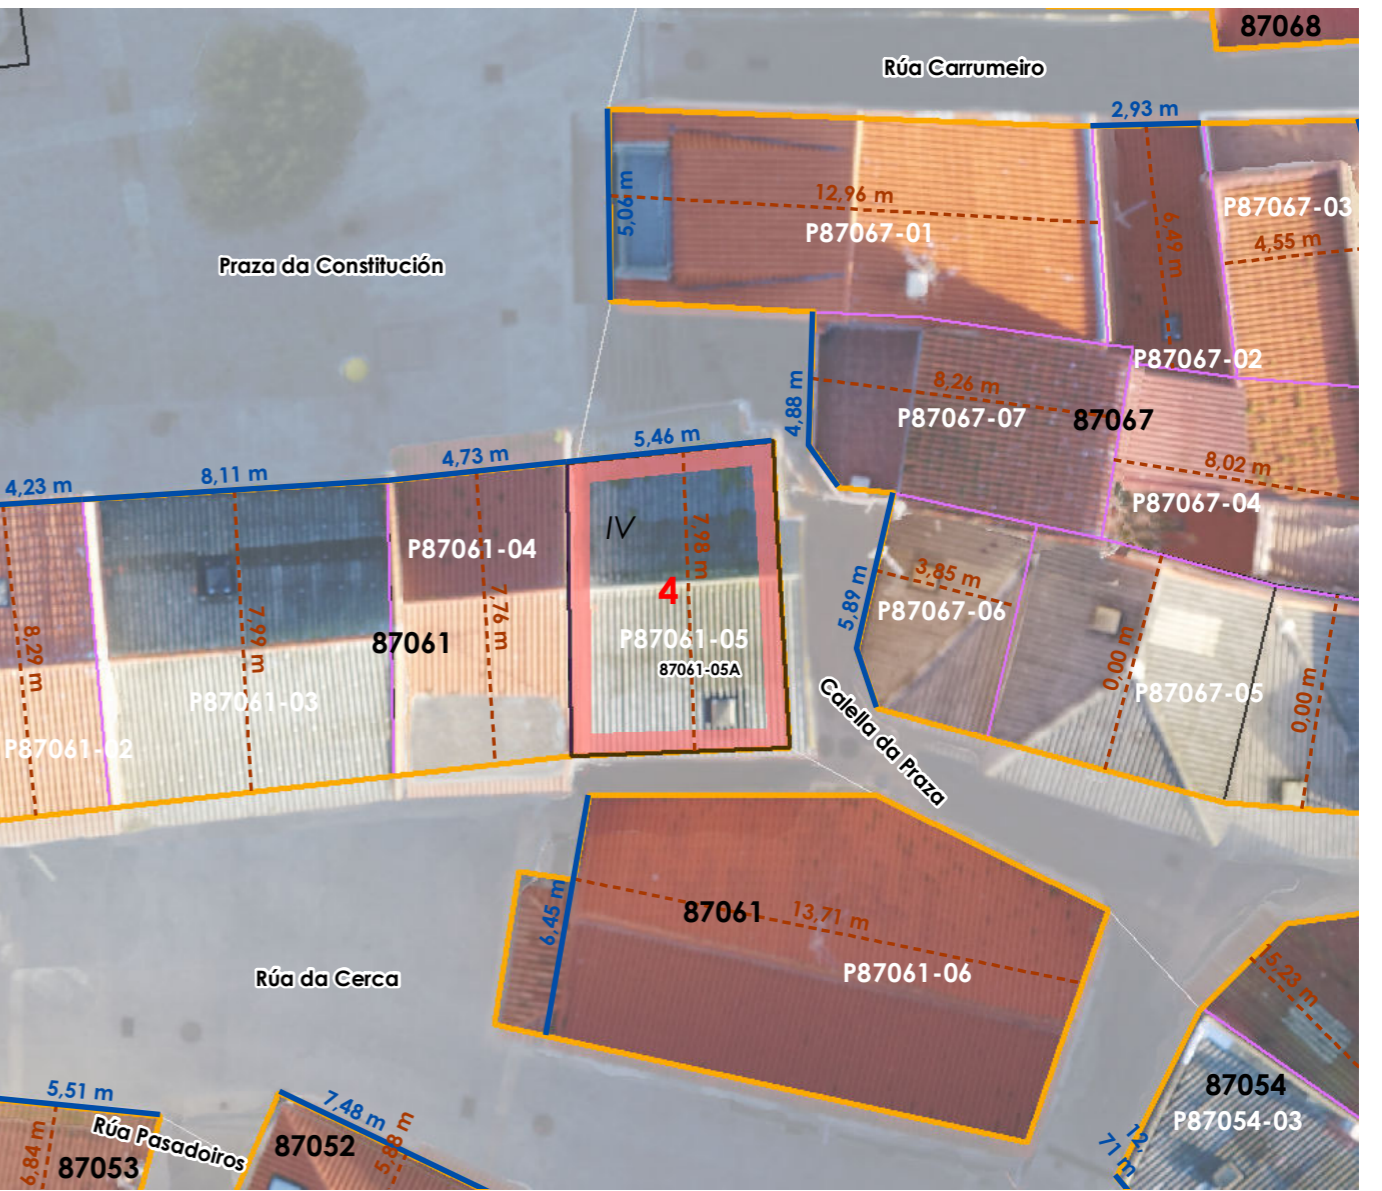 87068
Rúa Carrumeiro
2,93 m
5,06 m
12,96 m
P87067-01
6,49 m
P87067-03
4,55 m
Praza da Constitución
P87067-02
4,88 m
8,26 m
P87067-07
87067
8,02 m
P87067-04
4,23 m
8,11 m
4,73 m
5,46 m
IV
7,98 m
4
P87061-05
87061-05A
P87061-04
7,76 m
87061
7,99 m
P87061-03
8,29 m
P87061-02
5,89 m
3,85 m
P87067-06
0,00 m
P87067-05
0,00 m
Calella da Praza
6,45 m
87061
13,71 m
P87061-06
Rúa da Cerca
15,23 m
87054
P87054-03
12,
71 m
5,51 m
Rúa Pasadoiros
6,84 m
87053
7,48 m
87052
5,88 m